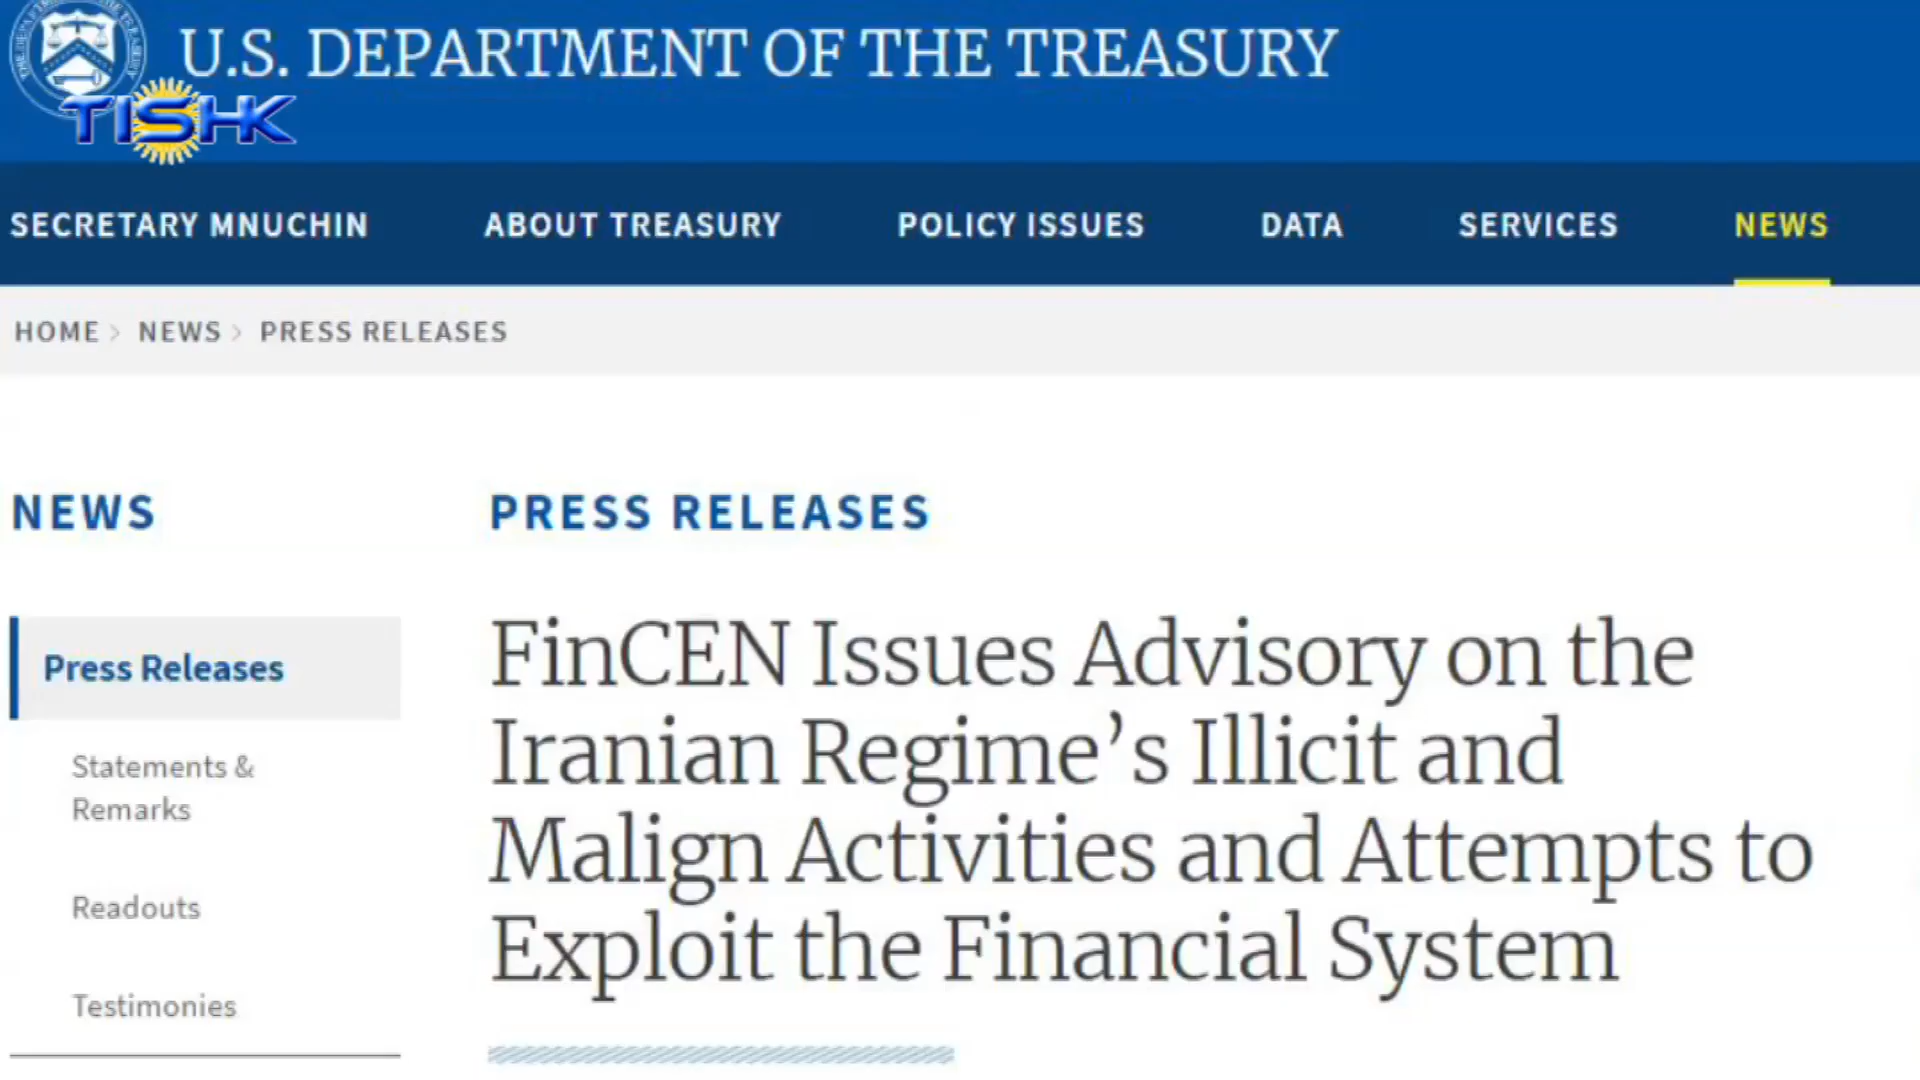 U.S. DEPARTMENT OF THE TREASURY
TISHK
SECRETARY MNUCHIN ABOUT TREASURY POLICY ISSUES DATA SERVICES NEWS
HOME > NEWS > PRESS RELEASES
NEWS
PRESS RELEASES
Press Releases
Statements &
Remarks
Readouts
Testimonies
FinCEN Issues Advisory on the
Iranian Regime’s Illicit and
Malign Activities and Attempts to
Exploit the Financial System